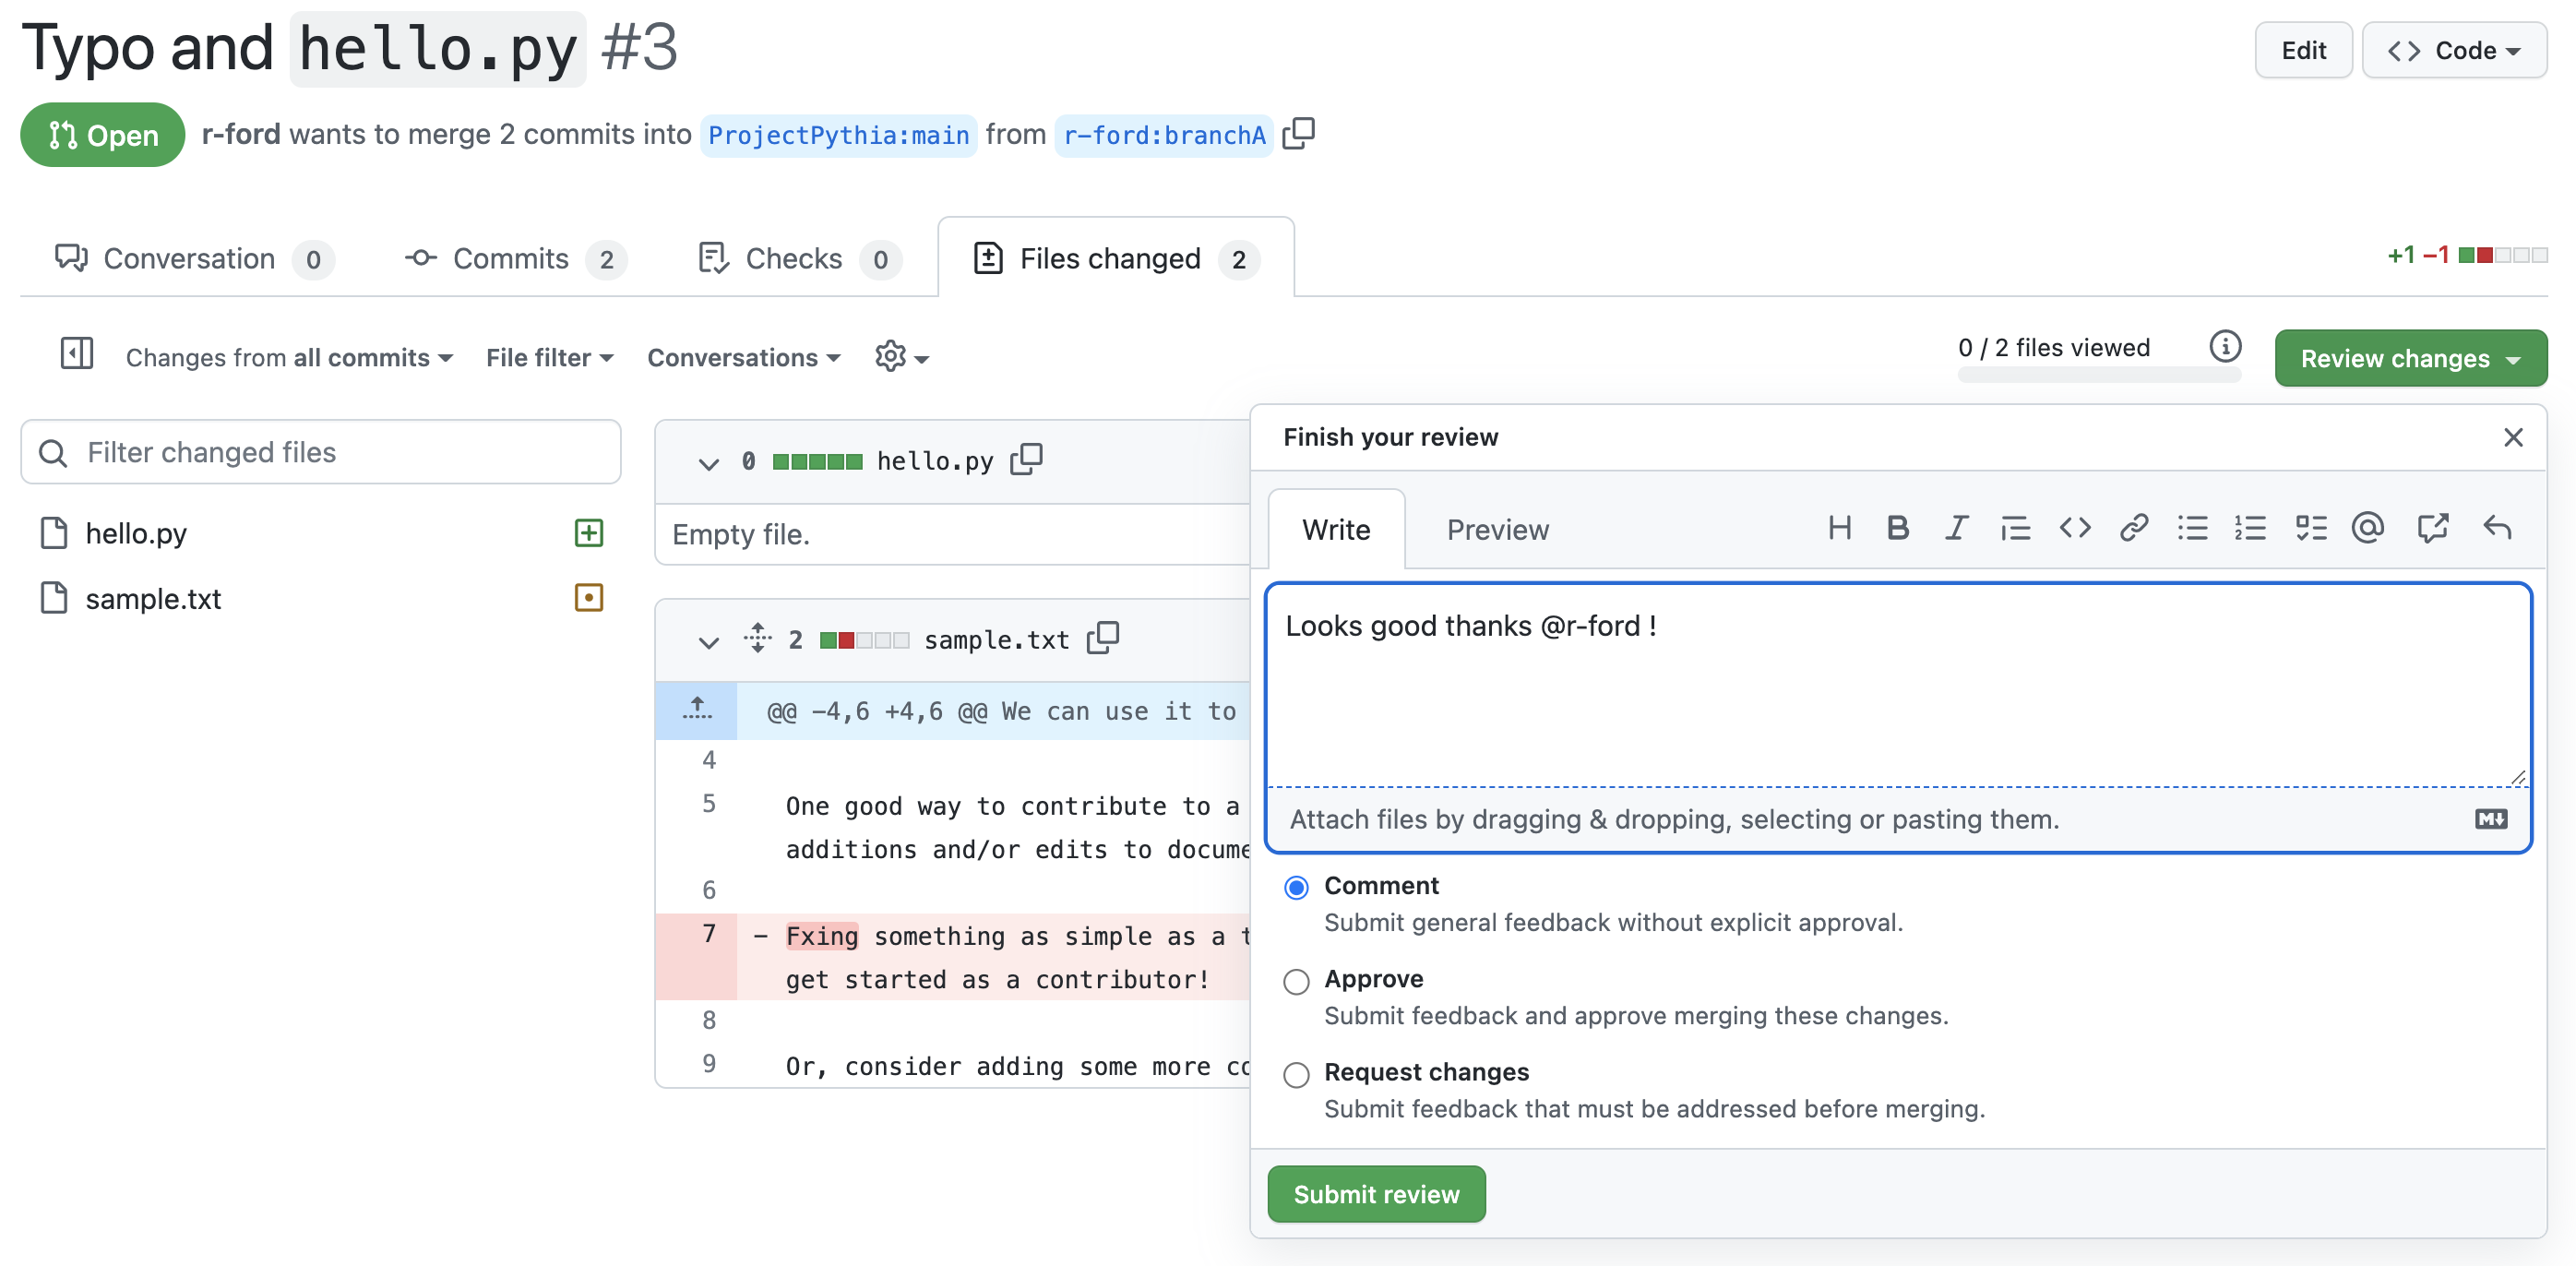 Typo and hello.py #3
Edit
Code
Open
r-ford wants to merge 2 commits into ProjectPythia:main from r-ford:branchA
Conversation 0
Commits 2
Checks 0
Files changed 2
+1 −1
Changes from all commits
File filter
Conversations
0 / 2 files viewed
Review changes
Filter changed files
hello.py
sample.txt
0 hello.py
Empty file.
2 sample.txt
@@ −4,6 +4,6 @@ We can use it to
4
5 One good way to contribute to a
additions and/or edits to docume
6
7 − Fxing something as simple as a t
get started as a contributor!
8
9 Or, consider adding some more co
Finish your review
Write
Preview
Looks good thanks @r-ford !
Attach files by dragging & dropping, selecting or pasting them.
Comment
Submit general feedback without explicit approval.
Approve
Submit feedback and approve merging these changes.
Request changes
Submit feedback that must be addressed before merging.
Submit review